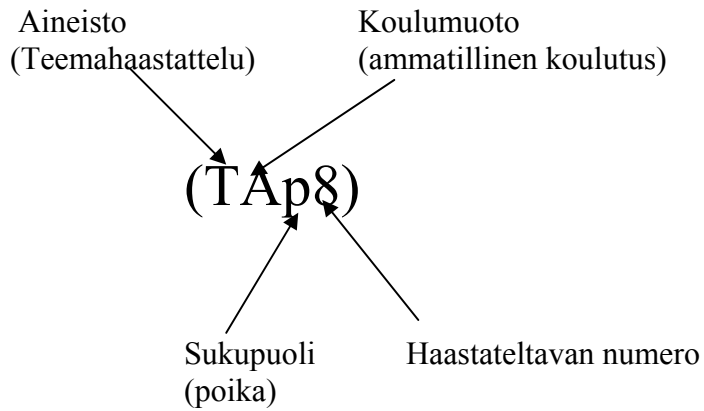 Aineisto
(Teemahaastattelu)
Koulumuoto
(ammatillinen koulutus)
(TAp8)
Sukupuoli
(poika)
Haastateltavan numero